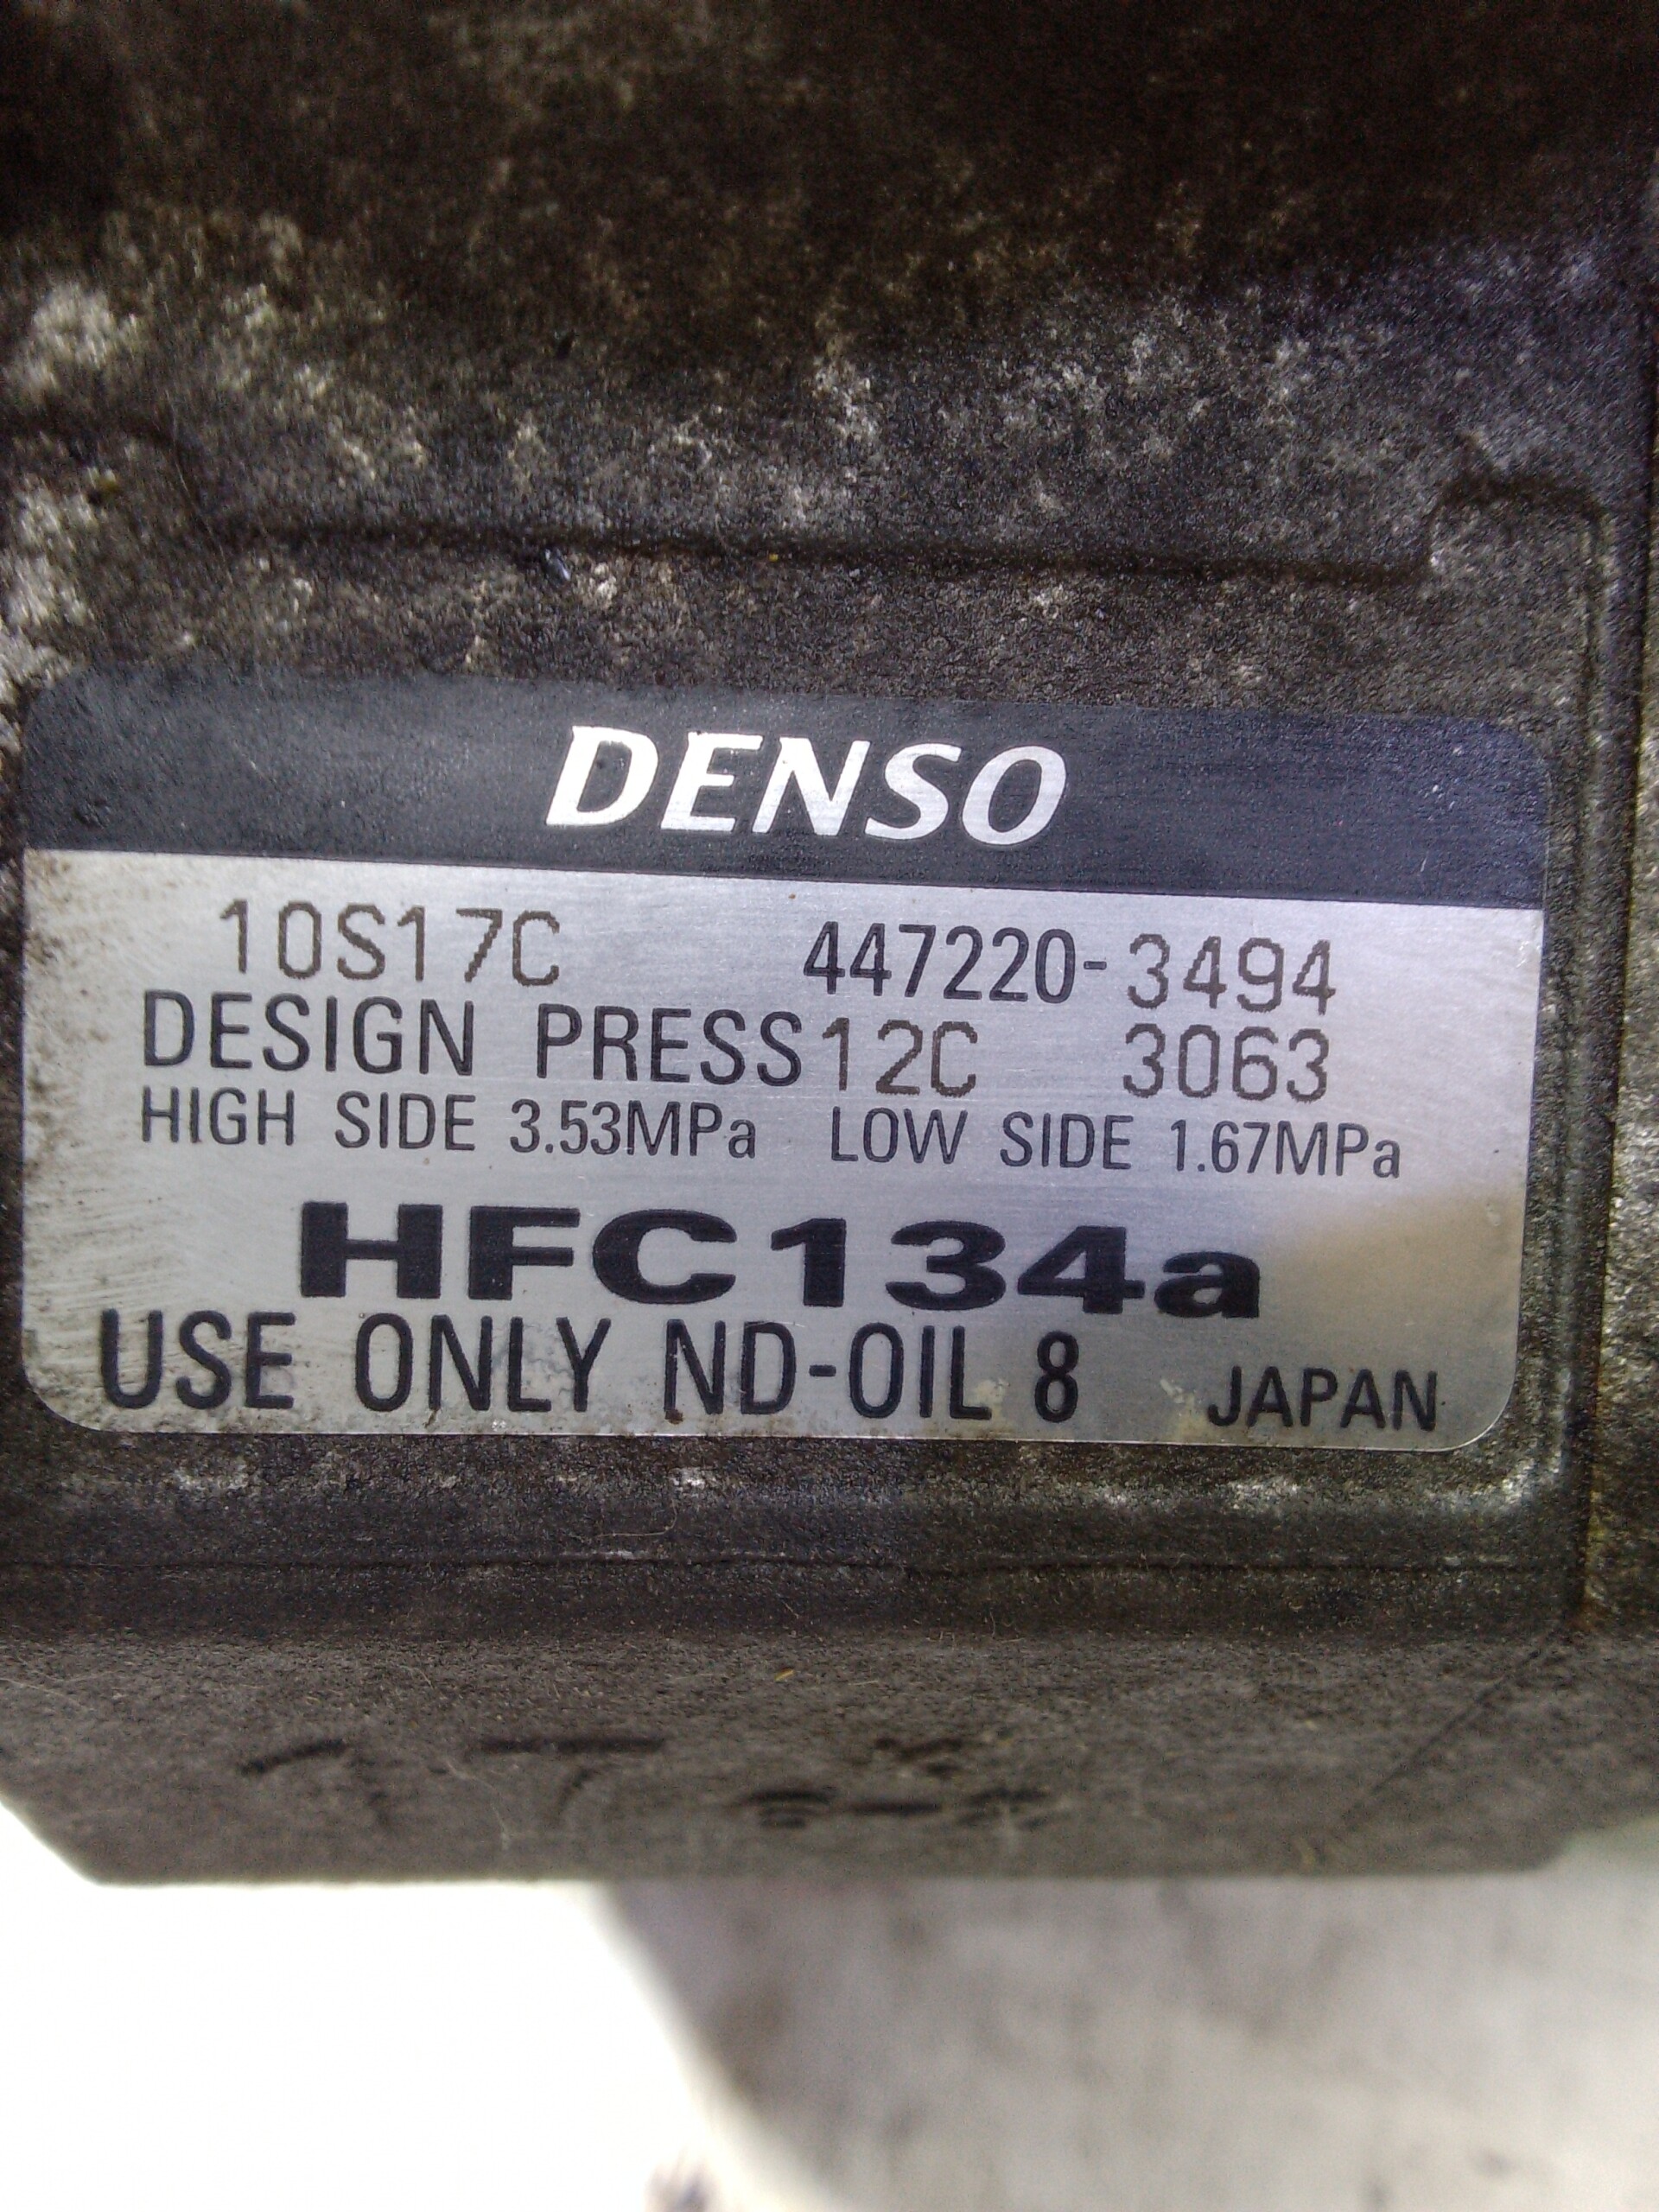 DENSO
10S17C 447220-3494
DESIGN PRESS 12C 3063
HIGH SIDE 3.53MPa LOW SIDE 1.67MPa
HFC134a
USE ONLY ND-OIL 8 JAPAN